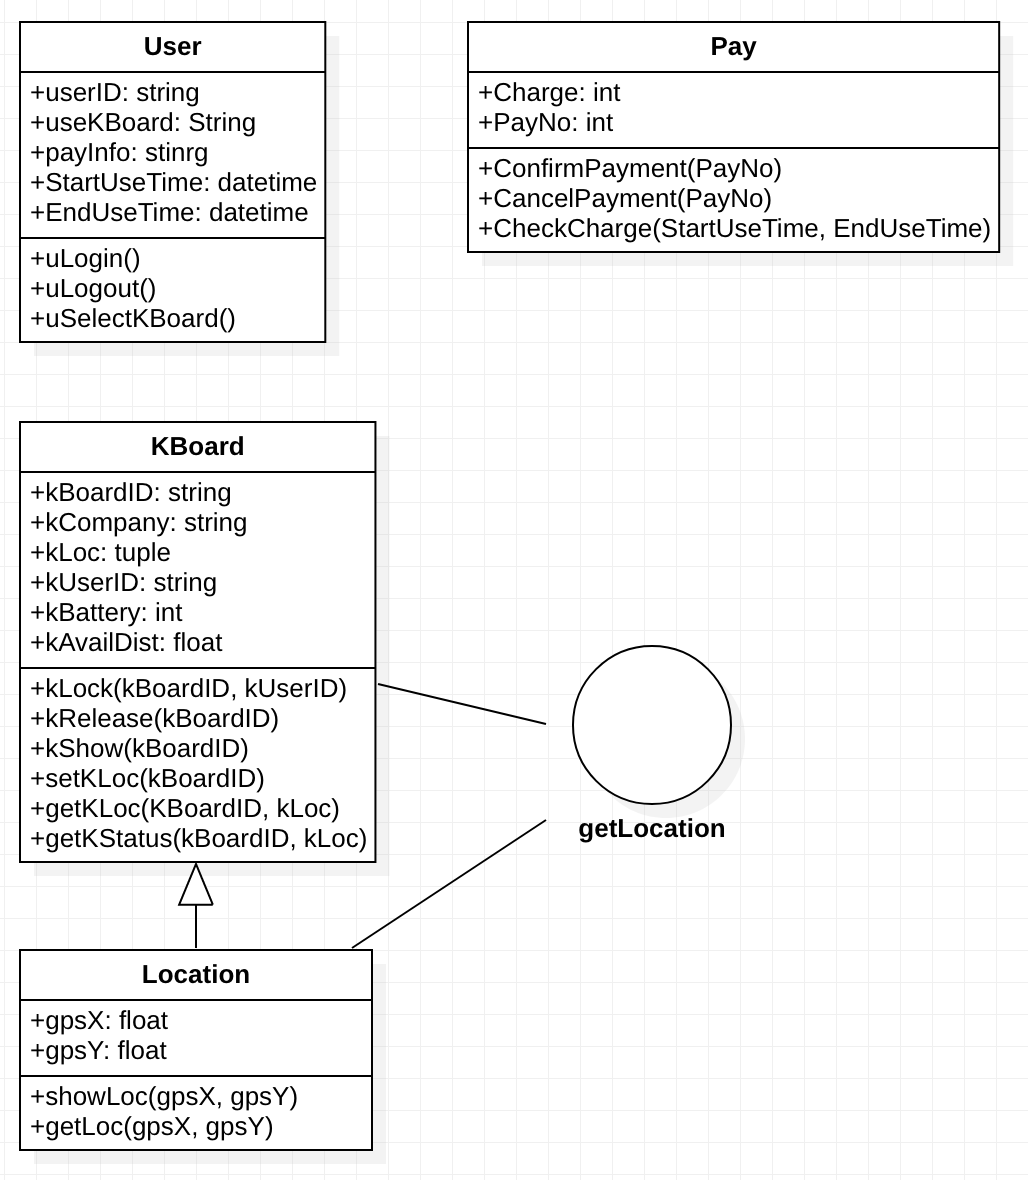 User
+userID: string
+useKBoard: String
+payInfo: stinrg
+StartUseTime: datetime
+EndUseTime: datetime
+uLogin()
+uLogout()
+uSelectKBoard()
Pay
+Charge: int
+PayNo: int
+ConfirmPayment(PayNo)
+CancelPayment(PayNo)
+CheckCharge(StartUseTime, EndUseTime)
KBoard
+kBoardID: string
+kCompany: string
+kLoc: tuple
+kUserID: string
+kBattery: int
+kAvailDist: float
+kLock(kBoardID, kUserID)
+kRelease(kBoardID)
+kShow(kBoardID)
+setKLoc(kBoardID)
+getKLoc(KBoardID, kLoc)
+getKStatus(kBoardID, kLoc)
getLocation
Location
+gpsX: float
+gpsY: float
+showLoc(gpsX, gpsY)
+getLoc(gpsX, gpsY)